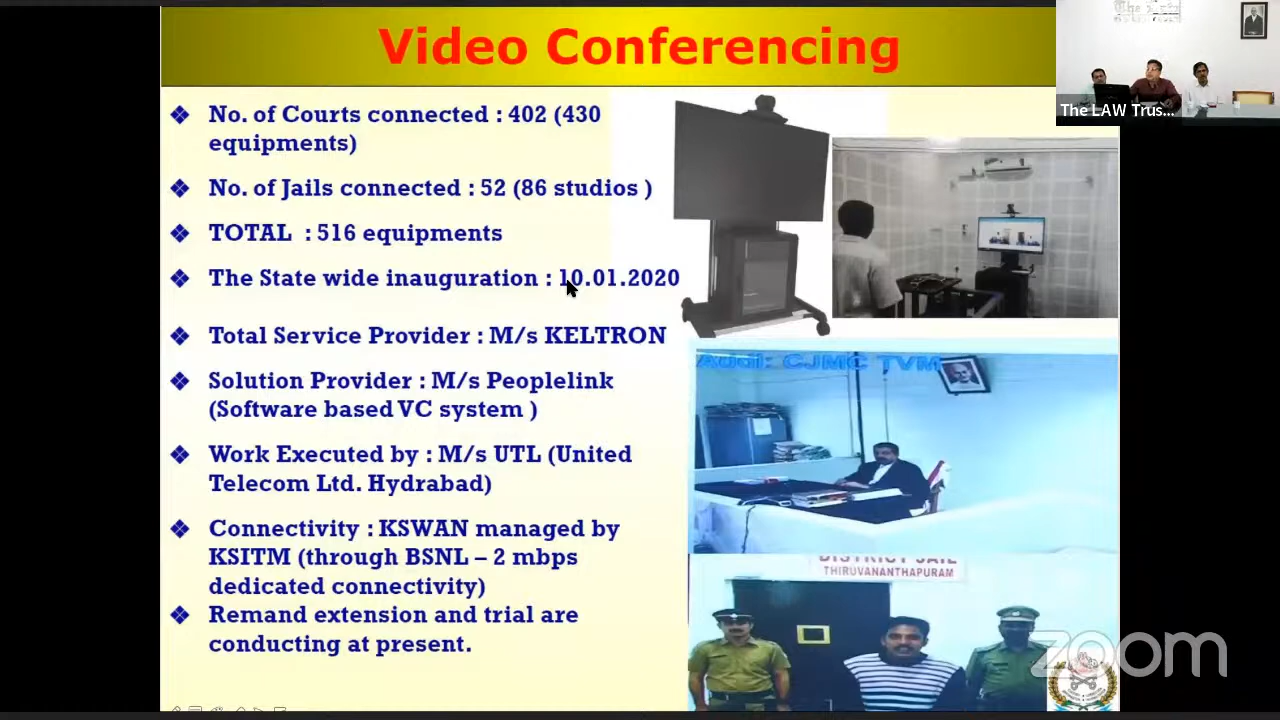 Video Conferencing
The LAW Trus...
No. of Courts connected : 402 (430
equipments)
No. of Jails connected : 52 (86 studios )
TOTAL : 516 equipments
The State wide inauguration : 10.01.2020
Total Service Provider : M/s KELTRON
Solution Provider : M/s Peoplelink
(Software based VC system )
Work Executed by : M/s UTL (United
Telecom Ltd. Hydrabad)
Connectivity : KSWAN managed by
KSITM (through BSNL – 2 mbps
dedicated connectivity)
Remand extension and trial are
conducting at present.
CJMC TVM
DISTRICT JAIL
THIRUVANANTHAPURAM
zoom